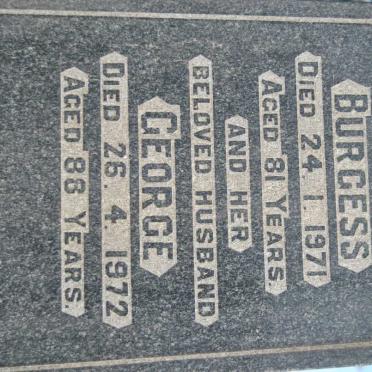 BURGESS
DIED 24. 1. 1971
AGED 81 YEARS
AND HER
BELOVED HUSBAND
GEORGE
DIED 26. 4. 1972
AGED 86 YEARS.